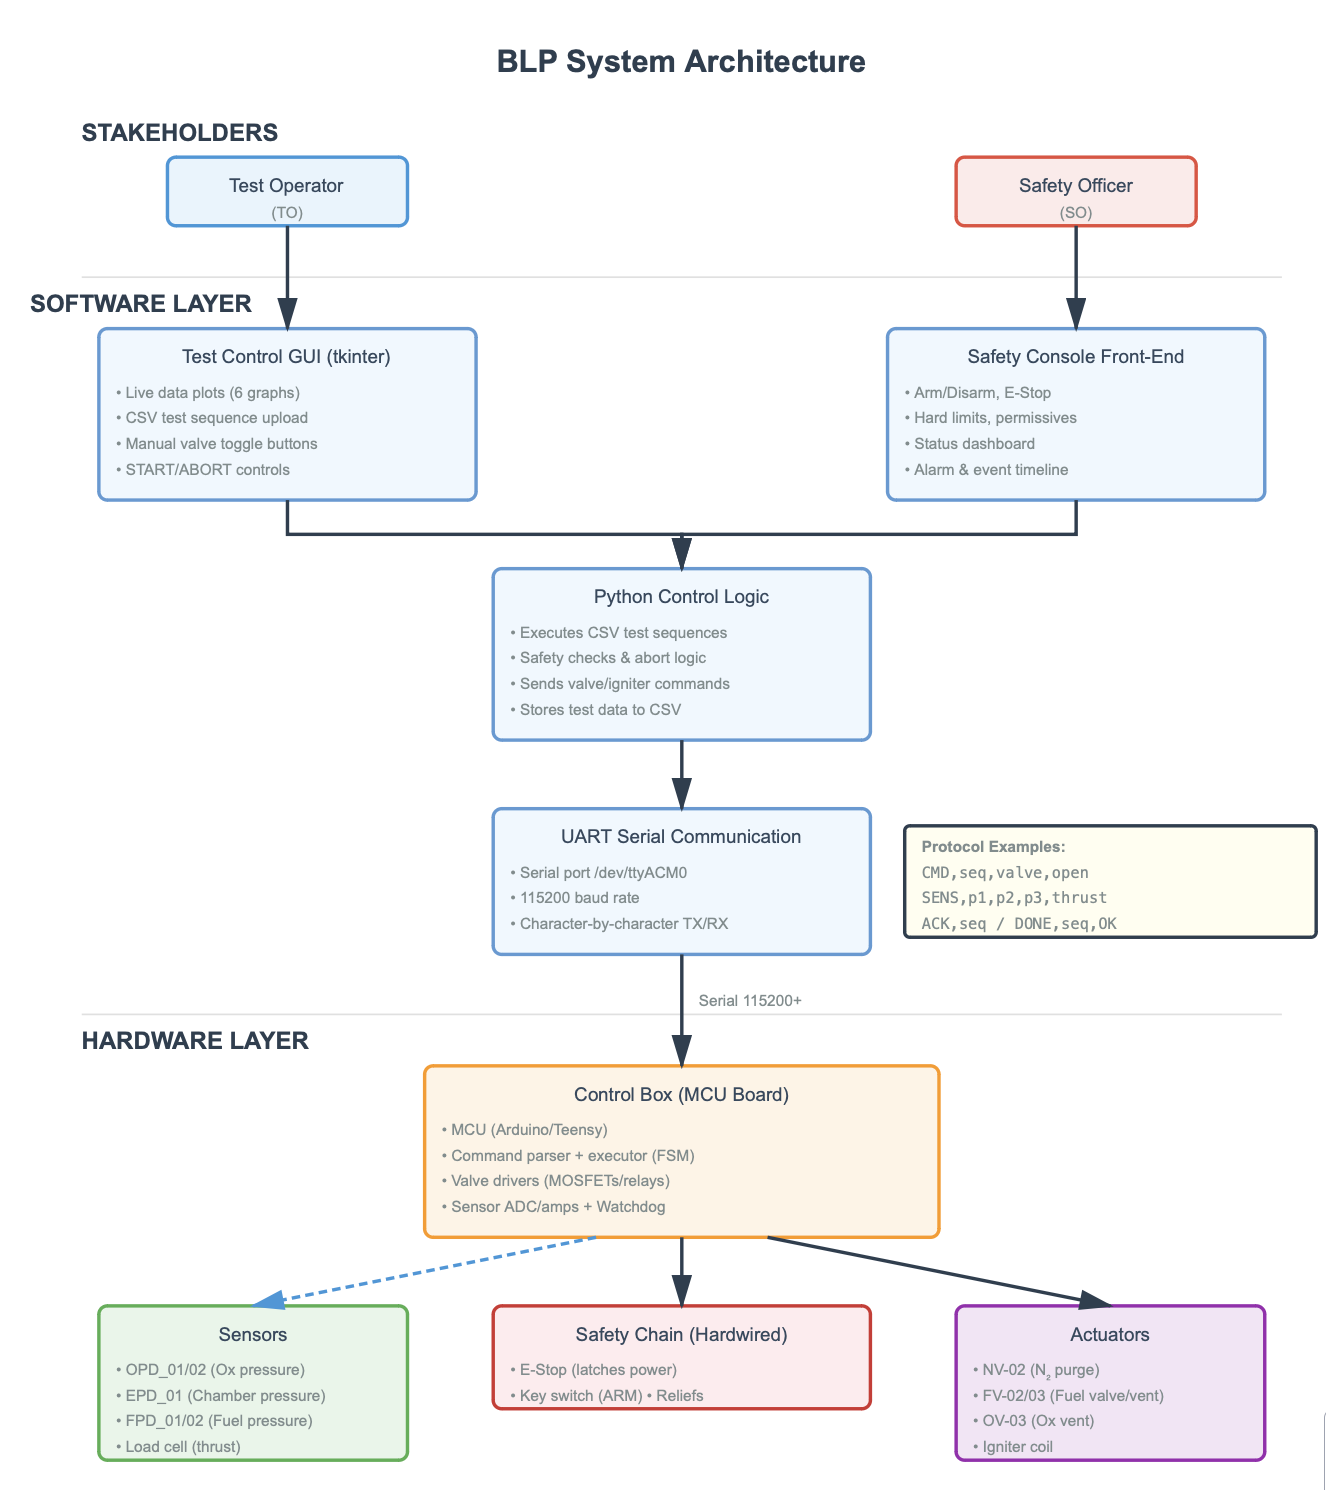 BLP System Architecture
STAKEHOLDERS
Test Operator
(TO)
Safety Officer
(SO)
SOFTWARE LAYER
Test Control GUI (tkinter)
• Live data plots (6 graphs)
• CSV test sequence upload
• Manual valve toggle buttons
• START/ABORT controls
Safety Console Front-End
• Arm/Disarm, E-Stop
• Hard limits, permissives
• Status dashboard
• Alarm & event timeline
Python Control Logic
• Executes CSV test sequences
• Safety checks & abort logic
• Sends valve/igniter commands
• Stores test data to CSV
UART Serial Communication
• Serial port /dev/ttyACM0
• 115200 baud rate
• Character-by-character TX/RX
Protocol Examples:
CMD,seq,valve,open
SENS,p1,p2,p3,thrust
ACK,seq / DONE,seq,OK
Serial 115200+
HARDWARE LAYER
Control Box (MCU Board)
• MCU (Arduino/Teensy)
• Command parser + executor (FSM)
• Valve drivers (MOSFETs/relays)
• Sensor ADC/amps + Watchdog
Sensors
• OPD_01/02 (Ox pressure)
• EPD_01 (Chamber pressure)
• FPD_01/02 (Fuel pressure)
• Load cell (thrust)
Safety Chain (Hardwired)
• E-Stop (latches power)
• Key switch (ARM) • Reliefs
Actuators
• NV-02 (N₂ purge)
• FV-02/03 (Fuel valve/vent)
• OV-03 (Ox vent)
• Igniter coil